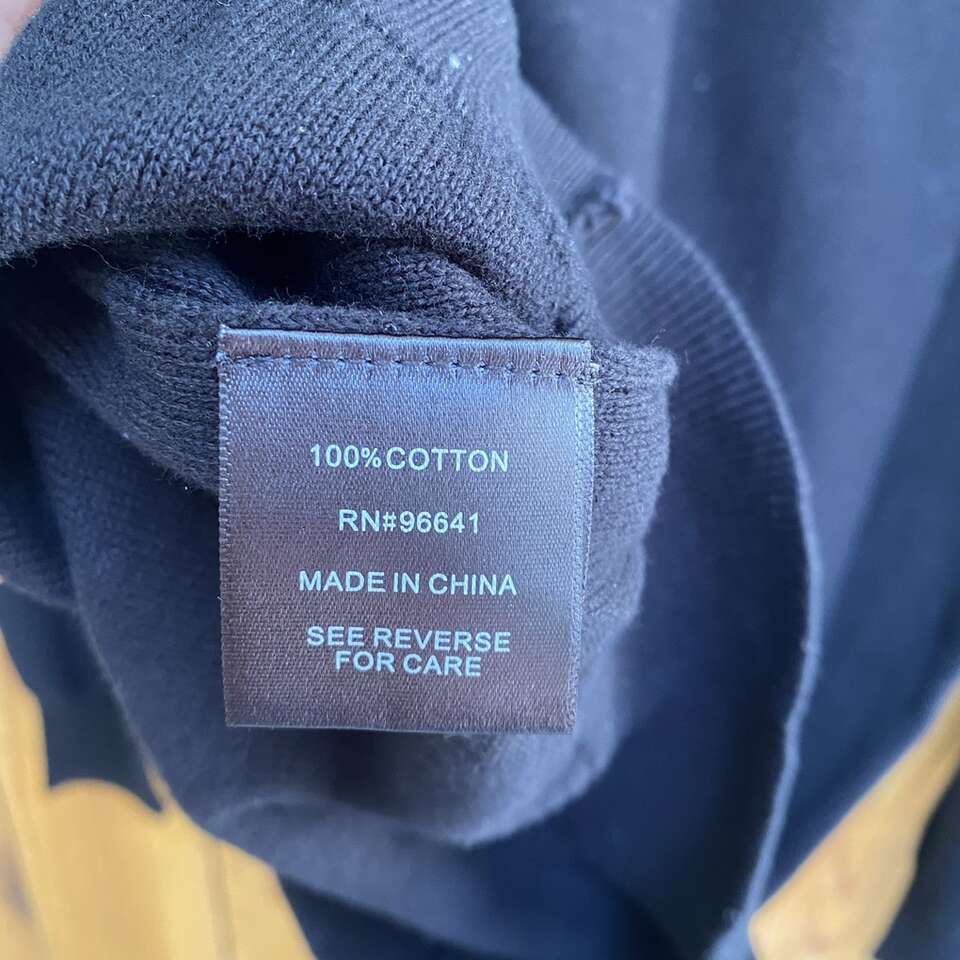 100% COTTON
RN#96641
MADE IN CHINA
SEE REVERSE
FOR CARE